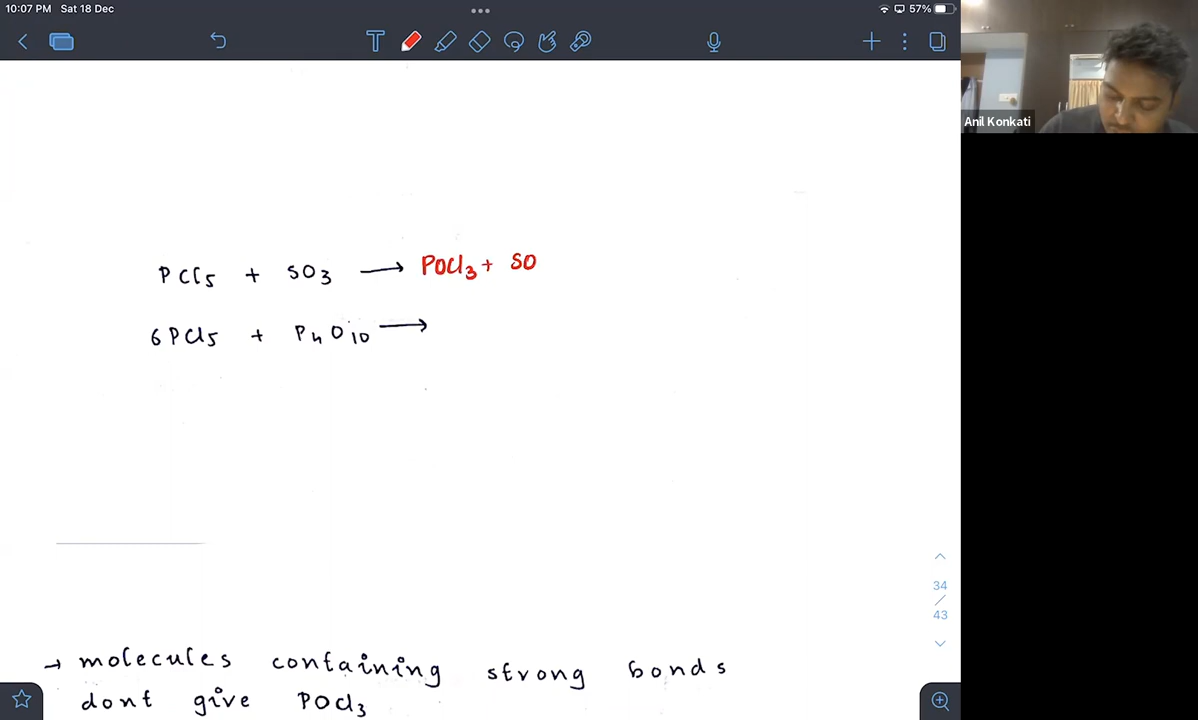 10:07 PM Sat 18 Dec
57%
T
Anil Konkati
PCl5 + SO3 → POCl3 + SO
6PCl5 + P4O10 →
34
/
43
→ molecules containing strong bonds
dont give POCl3